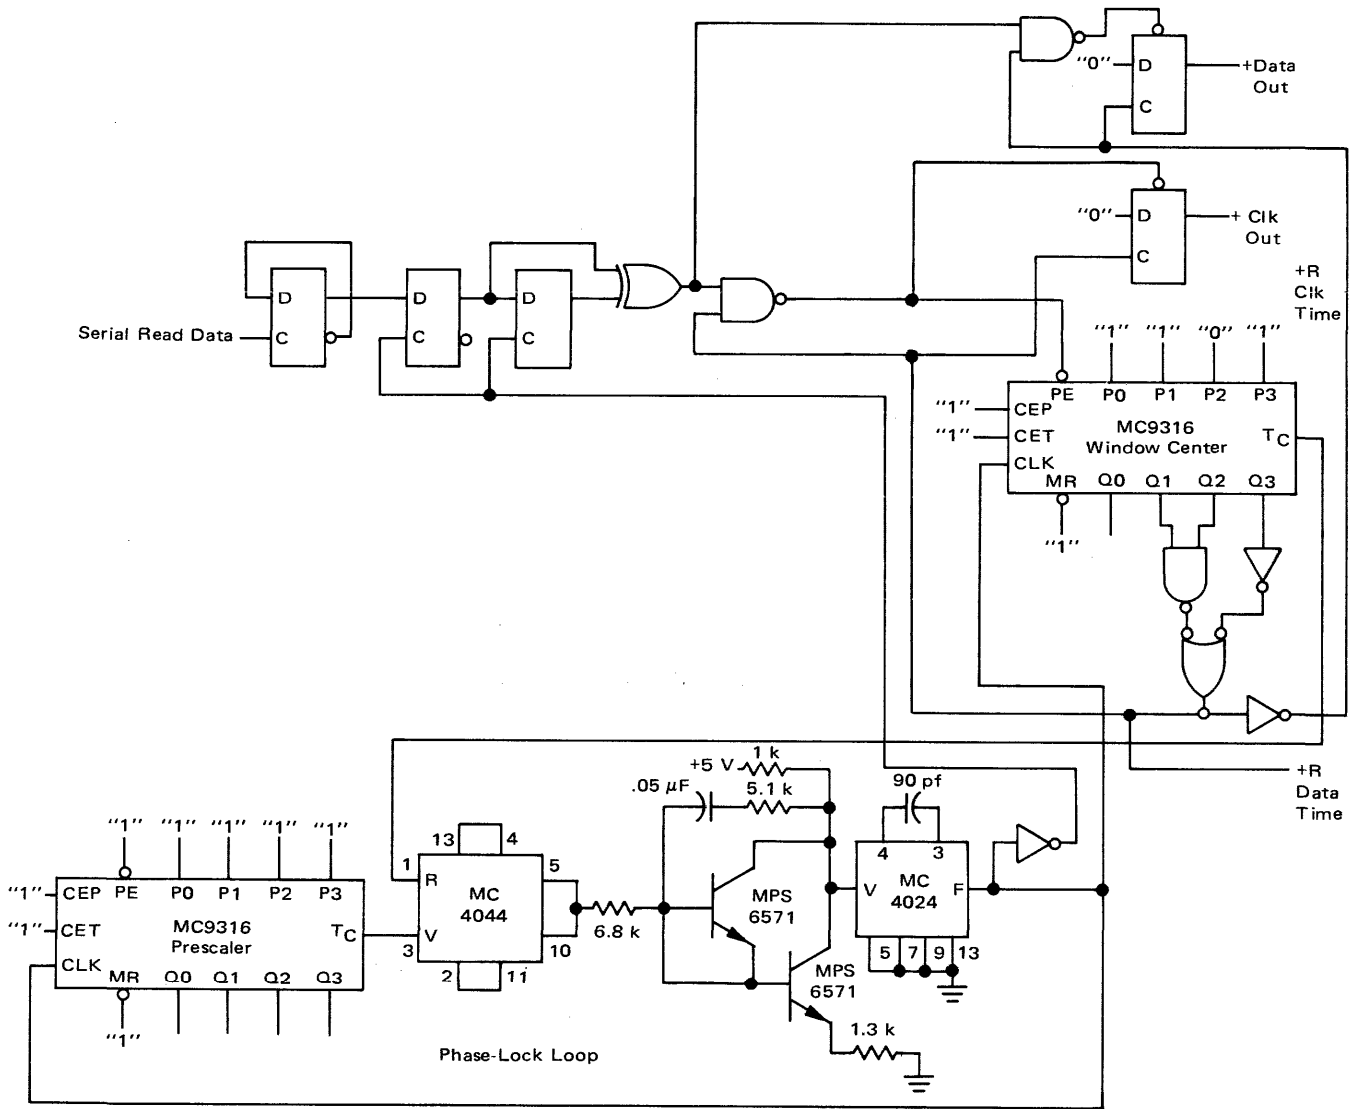 "0"
D
C
+Data
Out
"0"
D
C
+ Clk
Out
+R
Clk
Time
D
C
D
C
D
C
Serial Read Data
"1" "1" "0" "1"
PE P0 P1 P2 P3
"1" CEP
MC9316
Window Center
TC
"1" CET
CLK
MR Q0 Q1 Q2 Q3
"1"
+R
Data
Time
+5 V
1 k
.05 μF
5.1 k
90 pf
4 3
"1" "1" "1" "1" "1"
13 4
1 R
5
MC
4044
3 V
10
2 11
6.8 k
MPS
6571
MPS
6571
V
MC
4024
F
5 7 9 13
"1" CEP
PE P0 P1 P2 P3
MC9316
Prescaler
TC
"1" CET
CLK
MR Q0 Q1 Q2 Q3
"1"
1.3 k
Phase-Lock Loop